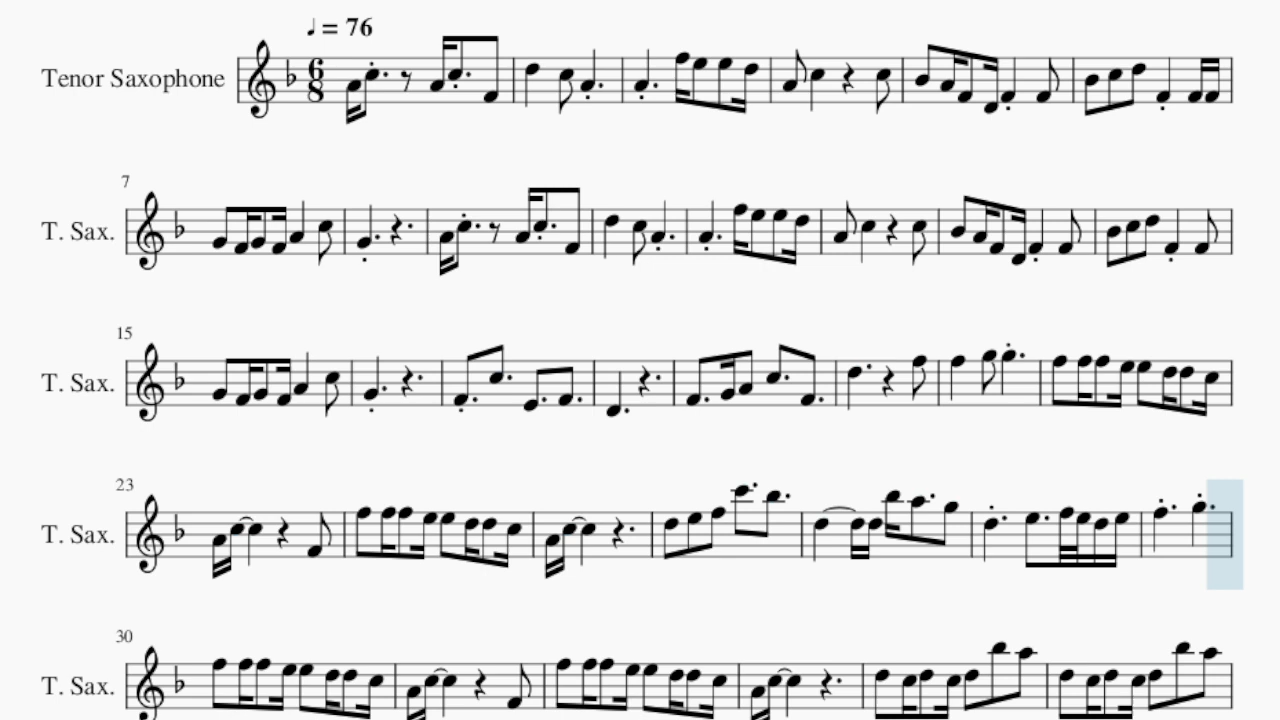 ♩ = 76
Tenor Saxophone
6
8
7
T. Sax.
15
T. Sax.
23
T. Sax.
30
T. Sax.